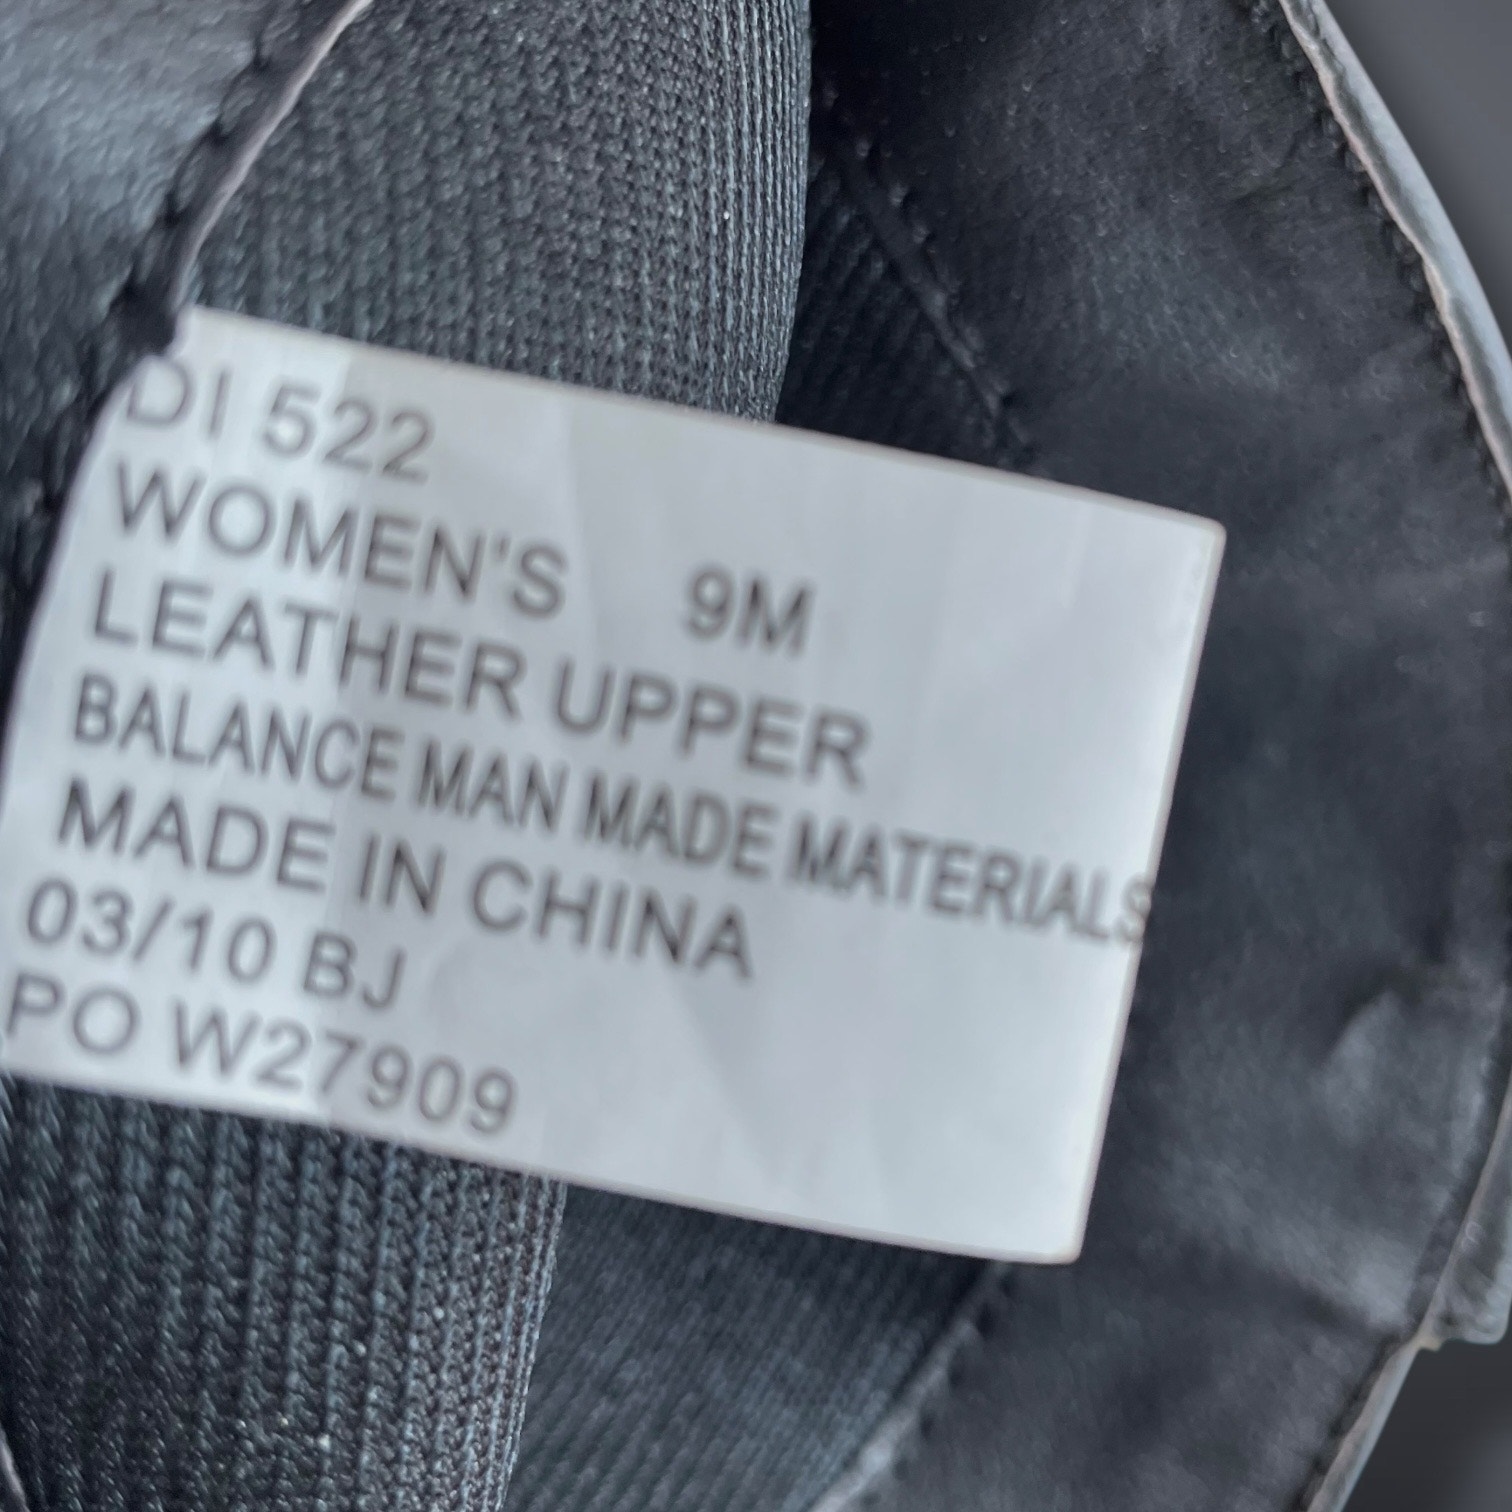 DI 522
WOMEN'S 9M
LEATHER UPPER
BALANCE MAN MADE MATERIALS
MADE IN CHINA
03/10 BJ
PO W27909